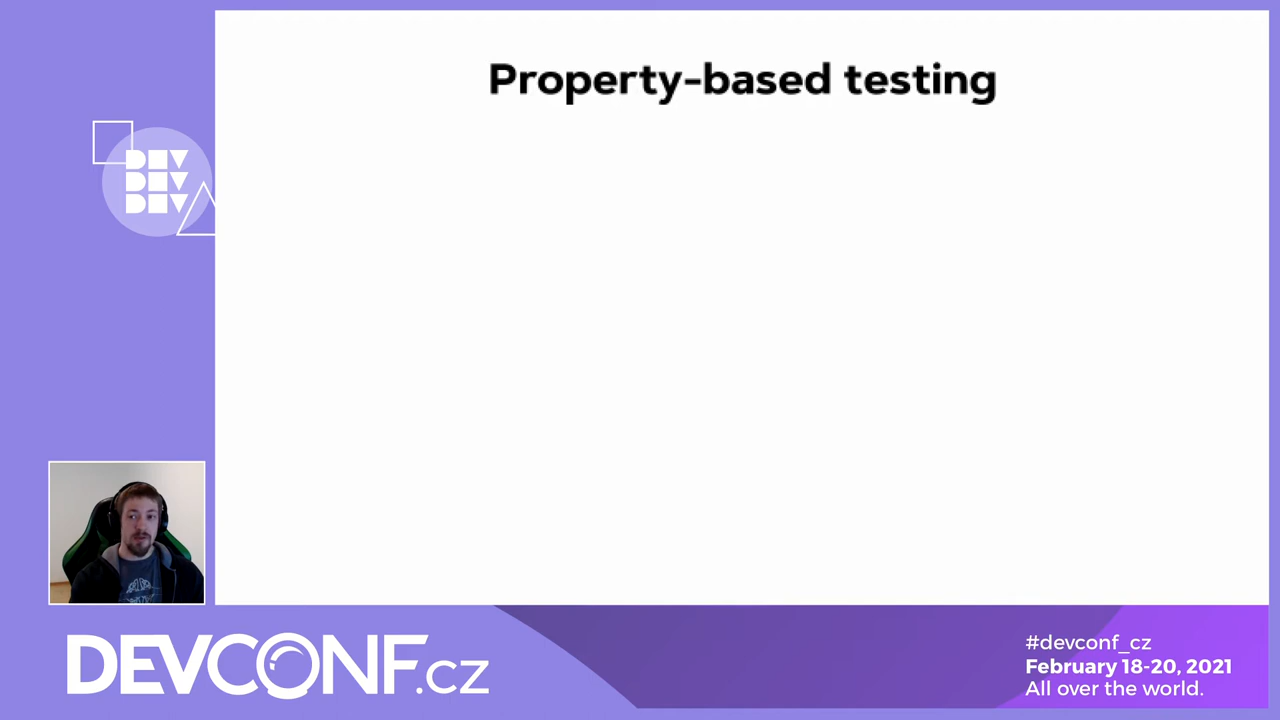 Property-based testing
DEV
DEV
DEV
DEVCONF.cz
#devconf_cz
February 18-20, 2021
All over the world.